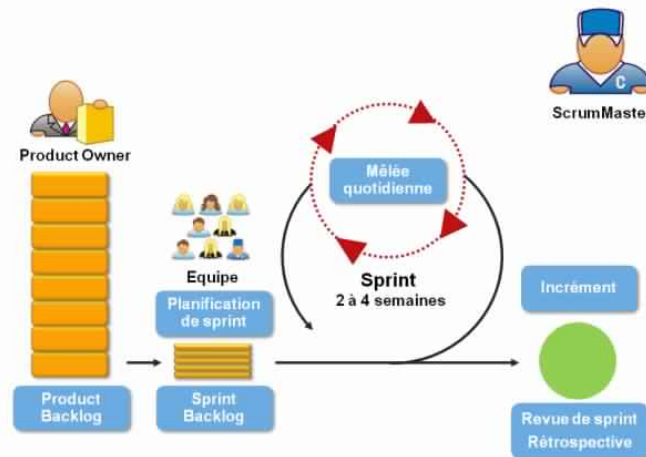 C
ScrumMaster
Product Owner
Mêlée
quotidienne
Equipe
Sprint
2 à 4 semaines
Planification
de sprint
Incrément
Product
Backlog
Sprint
Backlog
Revue de sprint
Rétrospective